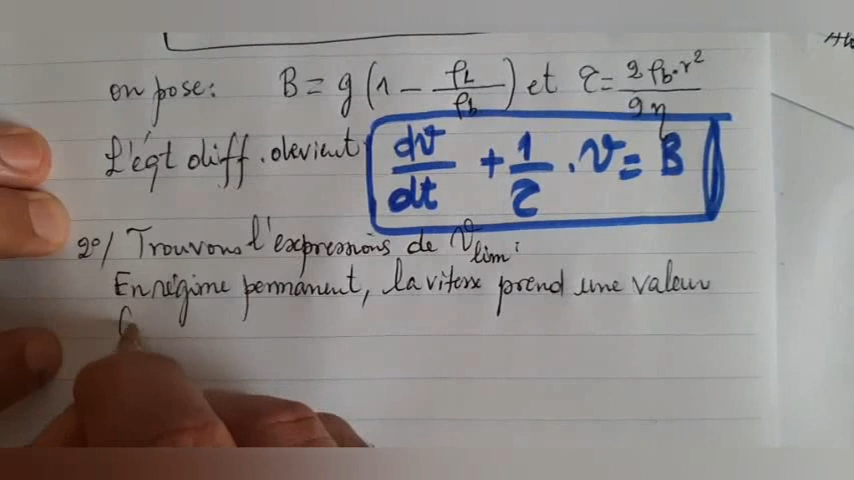 on pose: B = g (1 - ρL/ρb) et τ = 2ρb·r²/9η
L'éqt diff. devient dv/dt + 1/τ . v = B
2°/ Trouvons l'expressions de Vlim:
En régime permanent, la vitesse prend une valeur